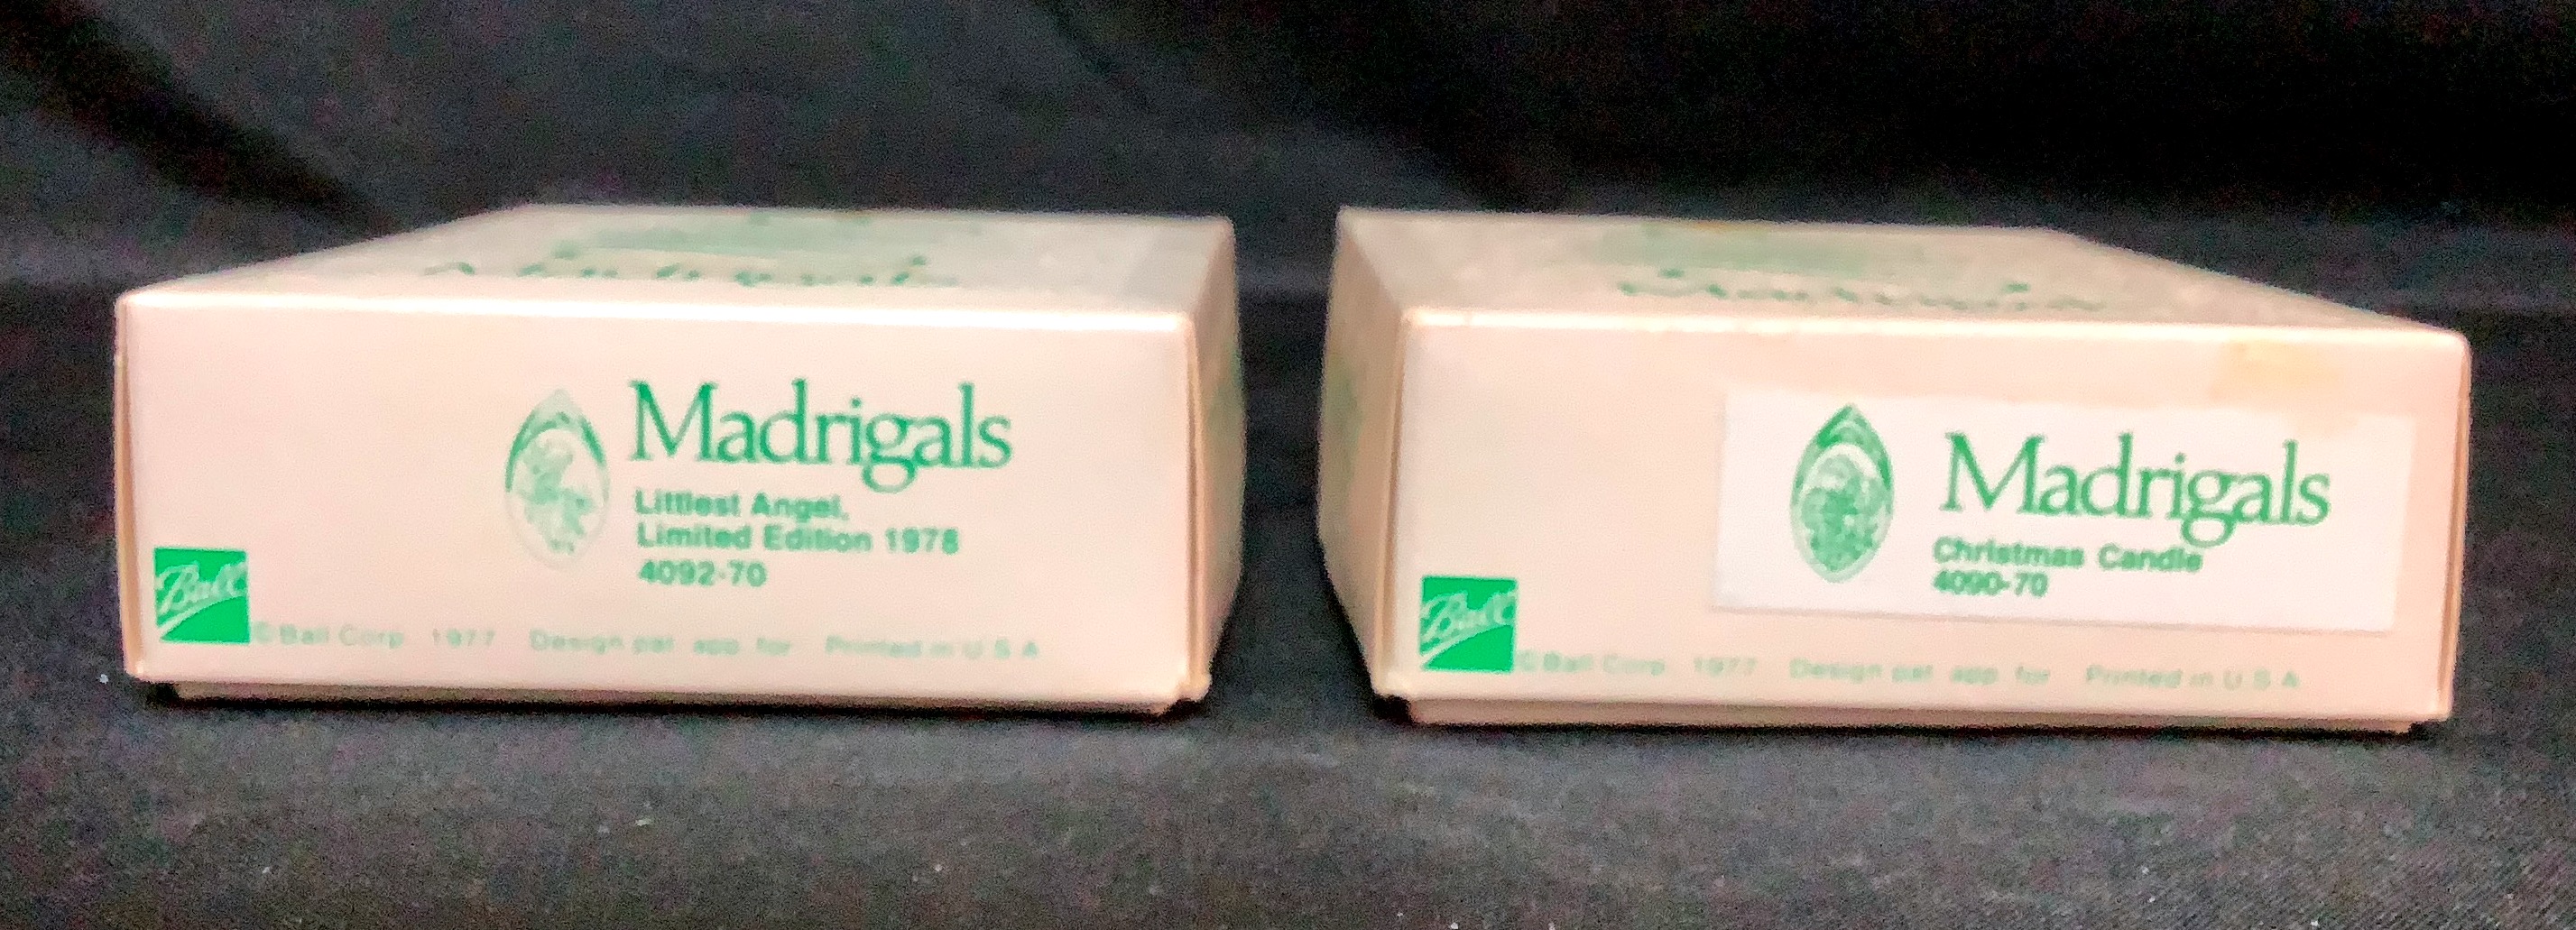 Madrigals
Littlest Angel,
Limited Edition 1978
4092-70
Ball
© Ball Corp. 1977 Design pat. app. for Printed in U.S.A.
Madrigals
Christmas Candle
4090-70
Ball
© Ball Corp. 1977 Design pat. app. for Printed in U.S.A.